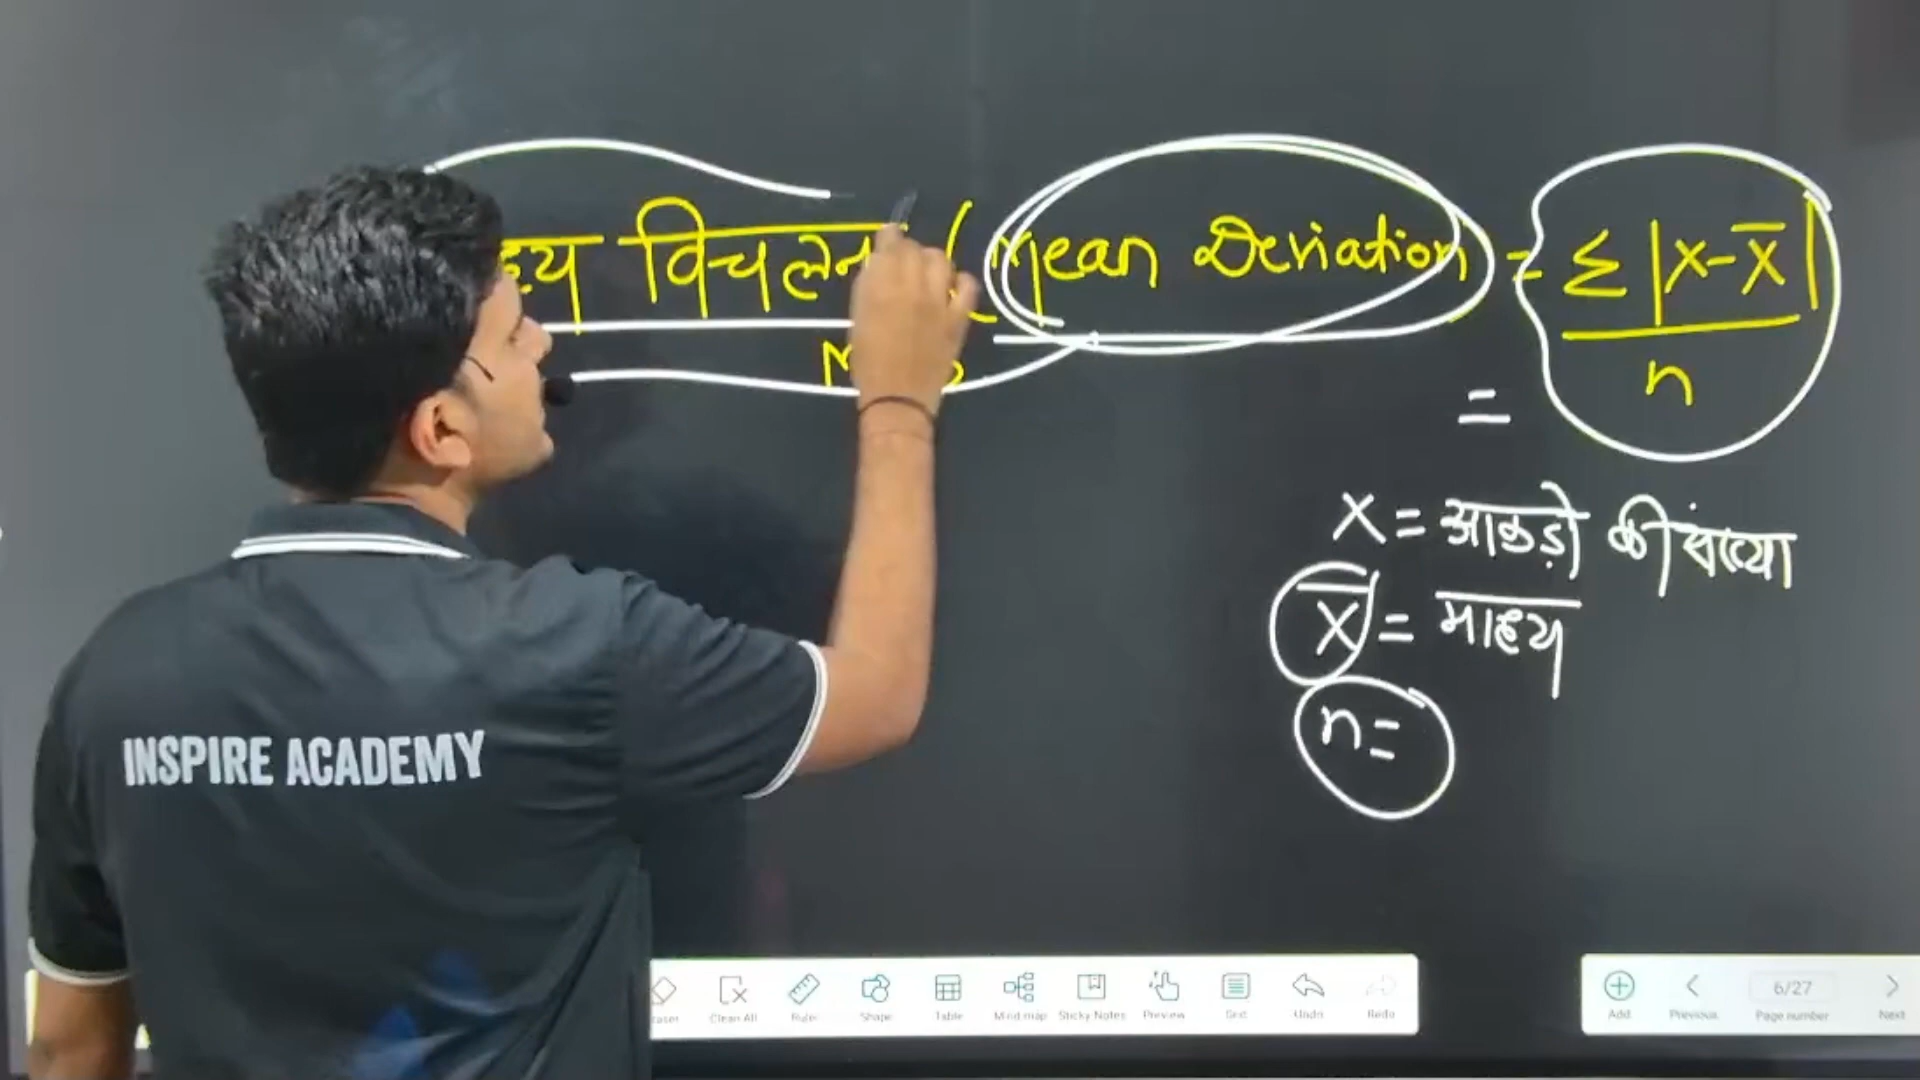 विचलन (Mean Deviation) = Σ|x-x̄|
n
=
x = आकड़ो की संख्या
x̄ = माध्य
n =
INSPIRE ACADEMY
Clean All Ruler Shape Table Mind map Sticky Notes Preview Grid Undo Redo
Add Previous 6/27 Page number Next